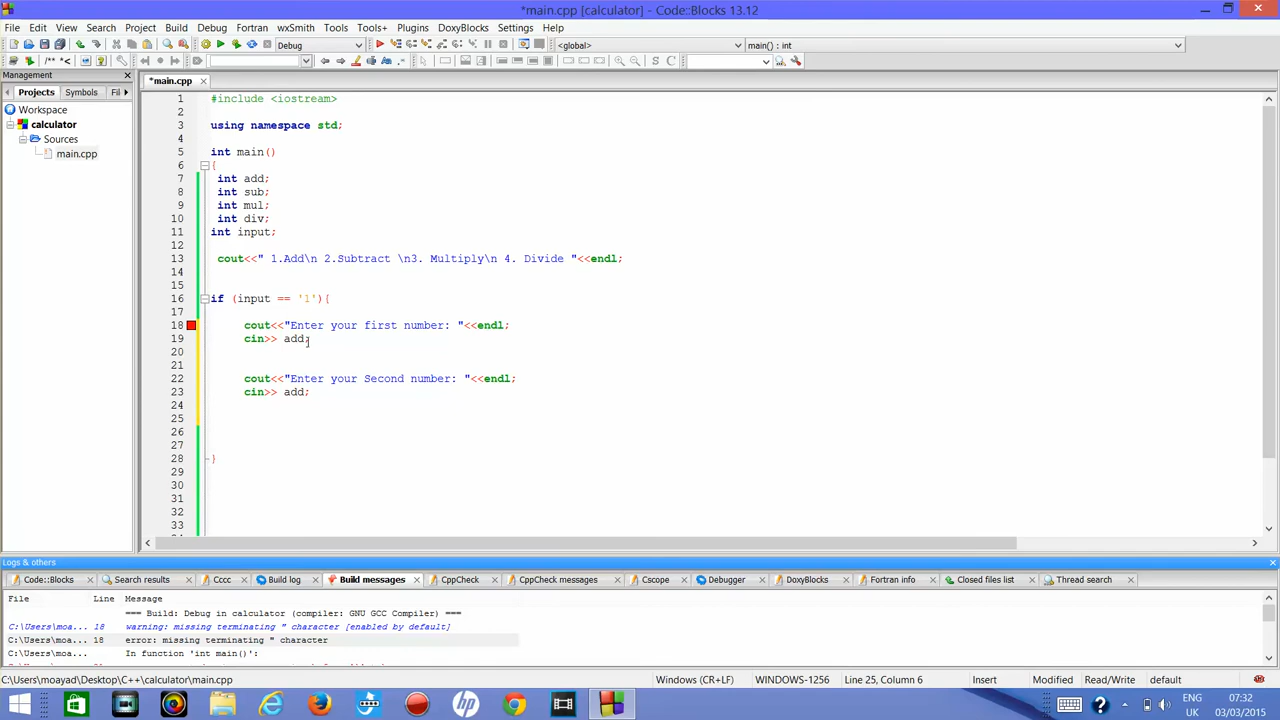 *main.cpp [calculator] - Code::Blocks 13.12
File Edit View Search Project Build Debug Fortran wxSmith Tools Tools+ Plugins DoxyBlocks Settings Help
Debug <global> main() : int
/** *< S C
Management
Projects Symbols Fil
*main.cpp
Workspace
calculator
Sources
main.cpp
1 #include <iostream>
2
3 using namespace std;
4
5 int main()
6 {
7 int add;
8 int sub;
9 int mul;
10 int div;
11 int input;
12
13 cout<<" 1.Add\n 2.Subtract \n3. Multiply\n 4. Divide "<<endl;
14
15
16 if (input == '1'){
17
18 cout<<"Enter your first number: "<<endl;
19 cin>> add;
20
21
22 cout<<"Enter your Second number: "<<endl;
23 cin>> add;
24
25
26
27
28 }
29
30
31
32
33
Logs & others
Code::Blocks Search results Cccc Build log Build messages CppCheck CppCheck messages Cscope Debugger DoxyBlocks Fortran info Closed files list Thread search
File Line Message
=== Build: Debug in calculator (compiler: GNU GCC Compiler) ===
C:\Users\moa... 18 warning: missing terminating " character [enabled by default]
C:\Users\moa... 18 error: missing terminating " character
C:\Users\moa... In function 'int main()':
C:\Users\moayad\Desktop\C++\calculator\main.cpp Windows (CR+LF) WINDOWS-1256 Line 25, Column 6 Insert Modified Read/Write default
ENG 07:32
UK 03/03/2015